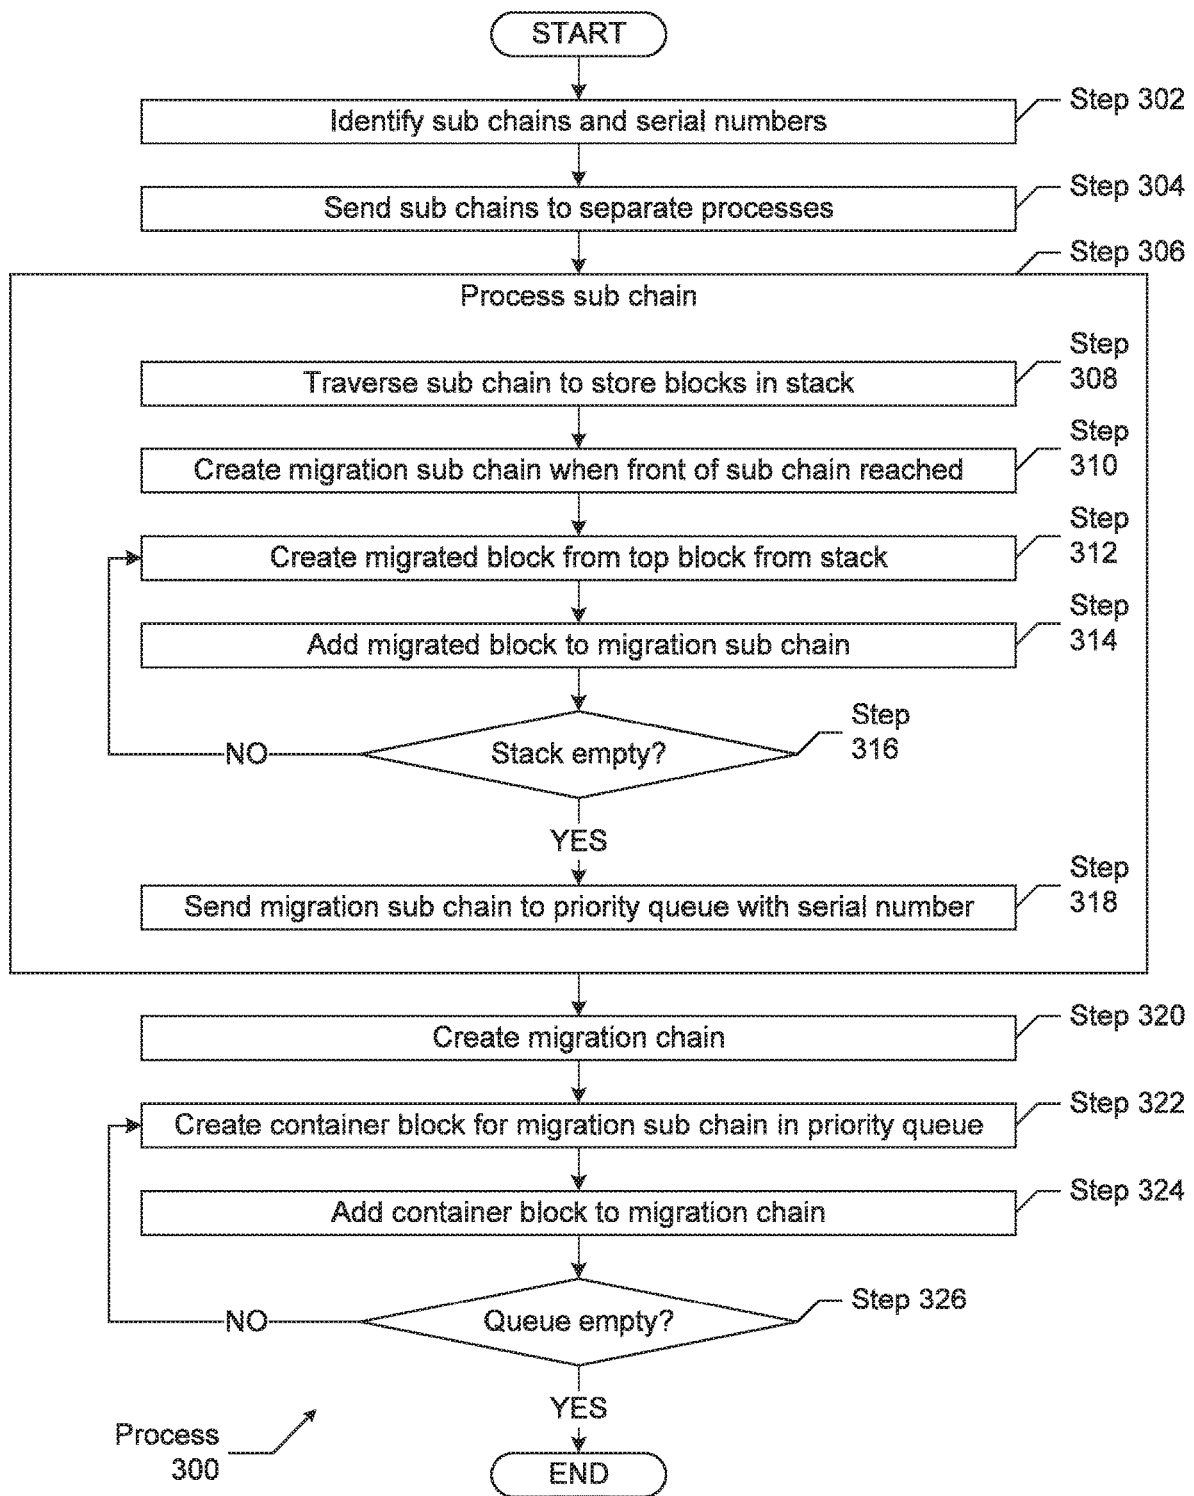 START
Identify sub chains and serial numbers
Step 302
Send sub chains to separate processes
Step 304
Step 306
Process sub chain
Traverse sub chain to store blocks in stack
Step
308
Create migration sub chain when front of sub chain reached
Step
310
Create migrated block from top block from stack
Step
312
Add migrated block to migration sub chain
Step
314
Stack empty?
Step
316
NO
YES
Send migration sub chain to priority queue with serial number
Step
318
Create migration chain
Step 320
Create container block for migration sub chain in priority queue
Step 322
Add container block to migration chain
Step 324
Queue empty?
Step 326
NO
YES
Process
300
END